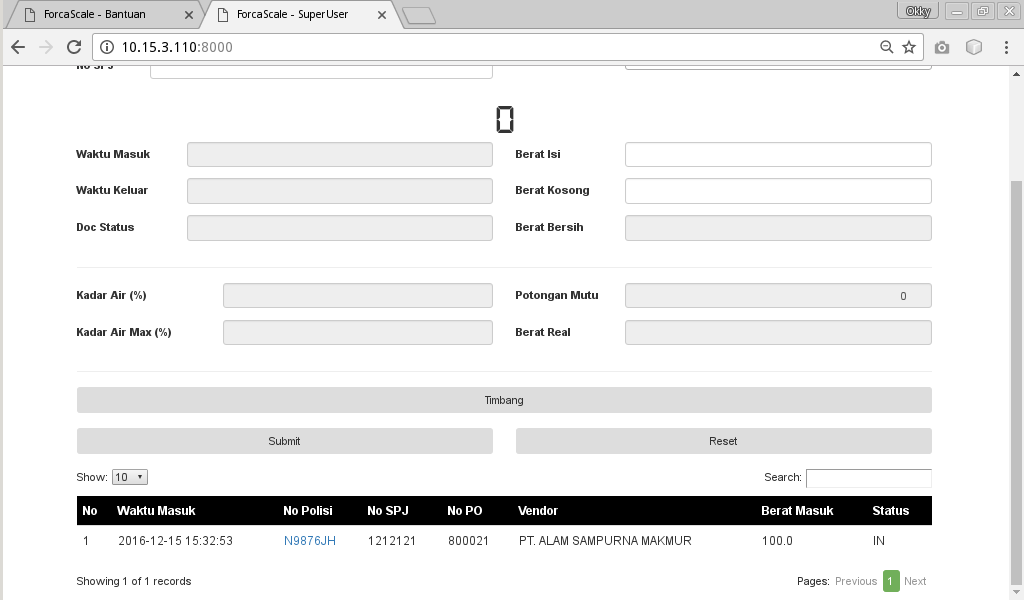 ForcaScale - Bantuan ForcaScale - SuperUser Okky
10.15.3.110:8000
No SPJ
0
Waktu Masuk Berat Isi
Waktu Keluar Berat Kosong
Doc Status Berat Bersih
Kadar Air (%) Potongan Mutu 0
Kadar Air Max (%) Berat Real
Timbang
Submit Reset
Show: 10 Search:
No Waktu Masuk No Polisi No SPJ No PO Vendor Berat Masuk Status
1 2016-12-15 15:32:53 N9876JH 1212121 800021 PT. ALAM SAMPURNA MAKMUR 100.0 IN
Showing 1 of 1 records Pages: Previous 1 Next